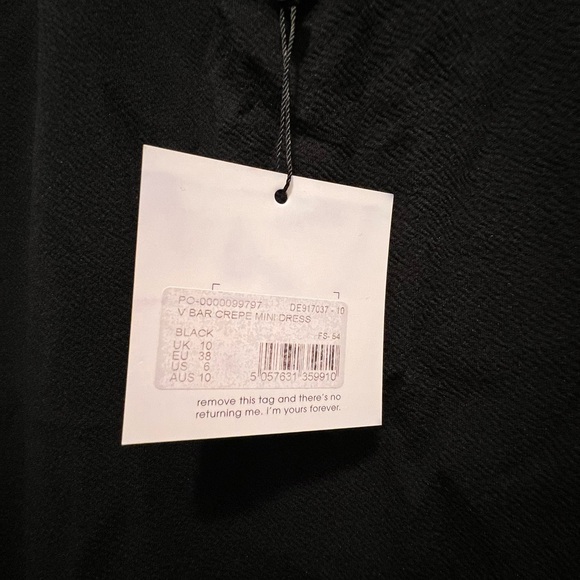 PO-0000099797 DE917037 - 10
V BAR CREPE MINI DRESS
BLACK FS- 54
UK 10
EU 38
US 6
AUS 10 5 057631 359910
remove this tag and there's no
returning me. I'm yours forever.